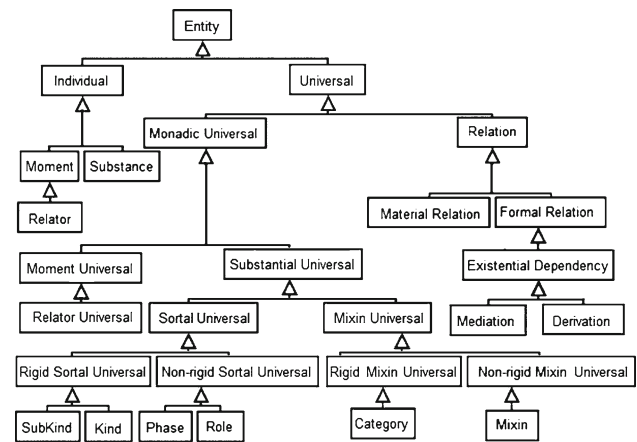 Entity
Individual
Universal
Monadic Universal
Relation
Moment
Substance
Relator
Material Relation
Formal Relation
Moment Universal
Substantial Universal
Existential Dependency
Relator Universal
Sortal Universal
Mixin Universal
Mediation
Derivation
Rigid Sortal Universal
Non-rigid Sortal Universal
Rigid Mixin Universal
Non-rigid Mixin Universal
SubKind
Kind
Phase
Role
Category
Mixin